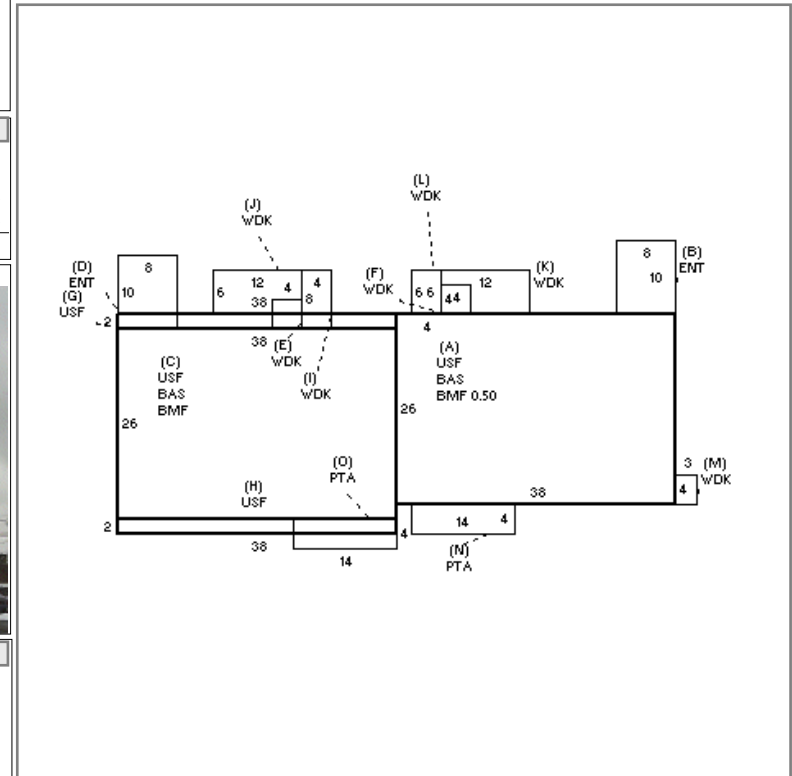 (L)
WDK
(J)
WDK
8
(B)
ENT
10
(D)
ENT
8
(F)
WDK
(K)
WDK
12
4
4
6
38
8
10
6 6
4 4
12
(G)
USF
2
4
38
(E)
WDK
(I)
WDK
(C)
USF
BAS
BMF
(A)
USF
BAS
BMF 0.50
26
26
(O)
PTA
3
(M)
WDK
4
(H)
USF
38
2
38
14
4
14
4
(N)
PTA